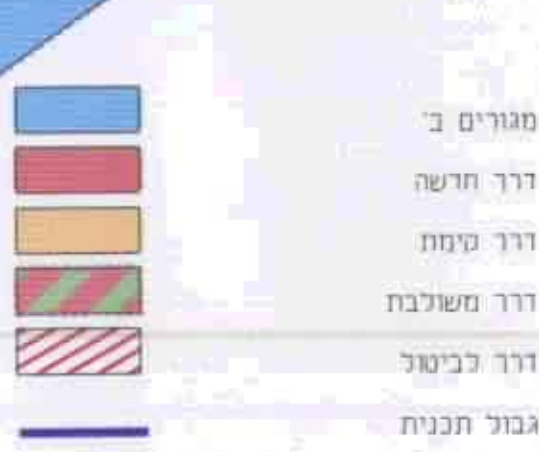 מגורים ב'
דרך חדשה
דרך קימת
דרך משולבת
דרך לביטול
גבול תכנית